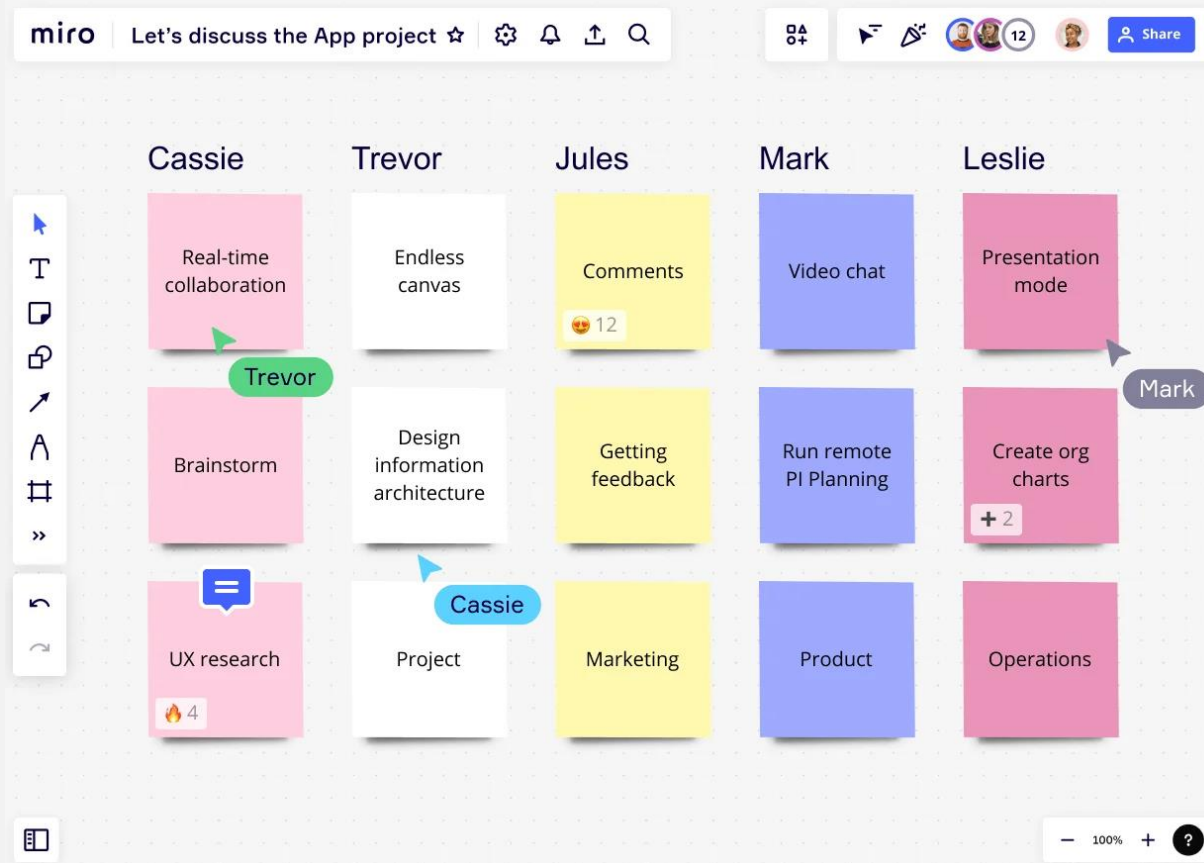 miro
Let's discuss the App project
12
Share
Cassie
Trevor
Jules
Mark
Leslie
Real-time
collaboration
Endless
canvas
Comments
😍 12
Video chat
Presentation
mode
Trevor
Mark
Brainstorm
Design
information
architecture
Getting
feedback
Run remote
PI Planning
Create org
charts
+ 2
Cassie
UX research
🔥 4
Project
Marketing
Product
Operations
T
− 100% +
?